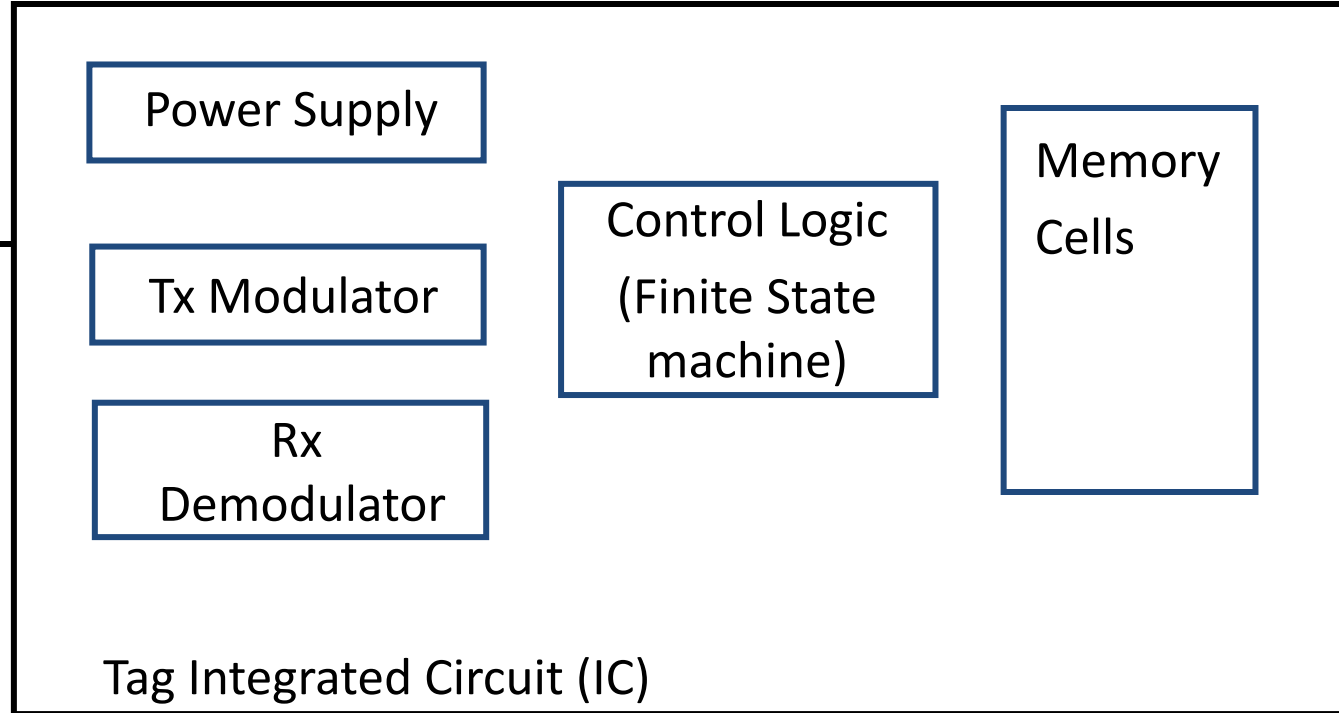 Power Supply
Tx Modulator
Rx
Demodulator
Control Logic
(Finite State
machine)
Memory
Cells
Tag Integrated Circuit (IC)